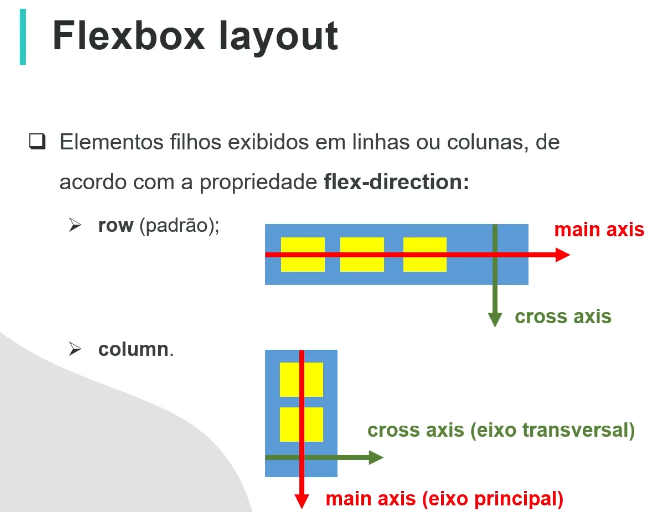 Flexbox layout
Elementos filhos exibidos em linhas ou colunas, de
acordo com a propriedade flex-direction:
row (padrão);
main axis
cross axis
column.
cross axis (eixo transversal)
main axis (eixo principal)